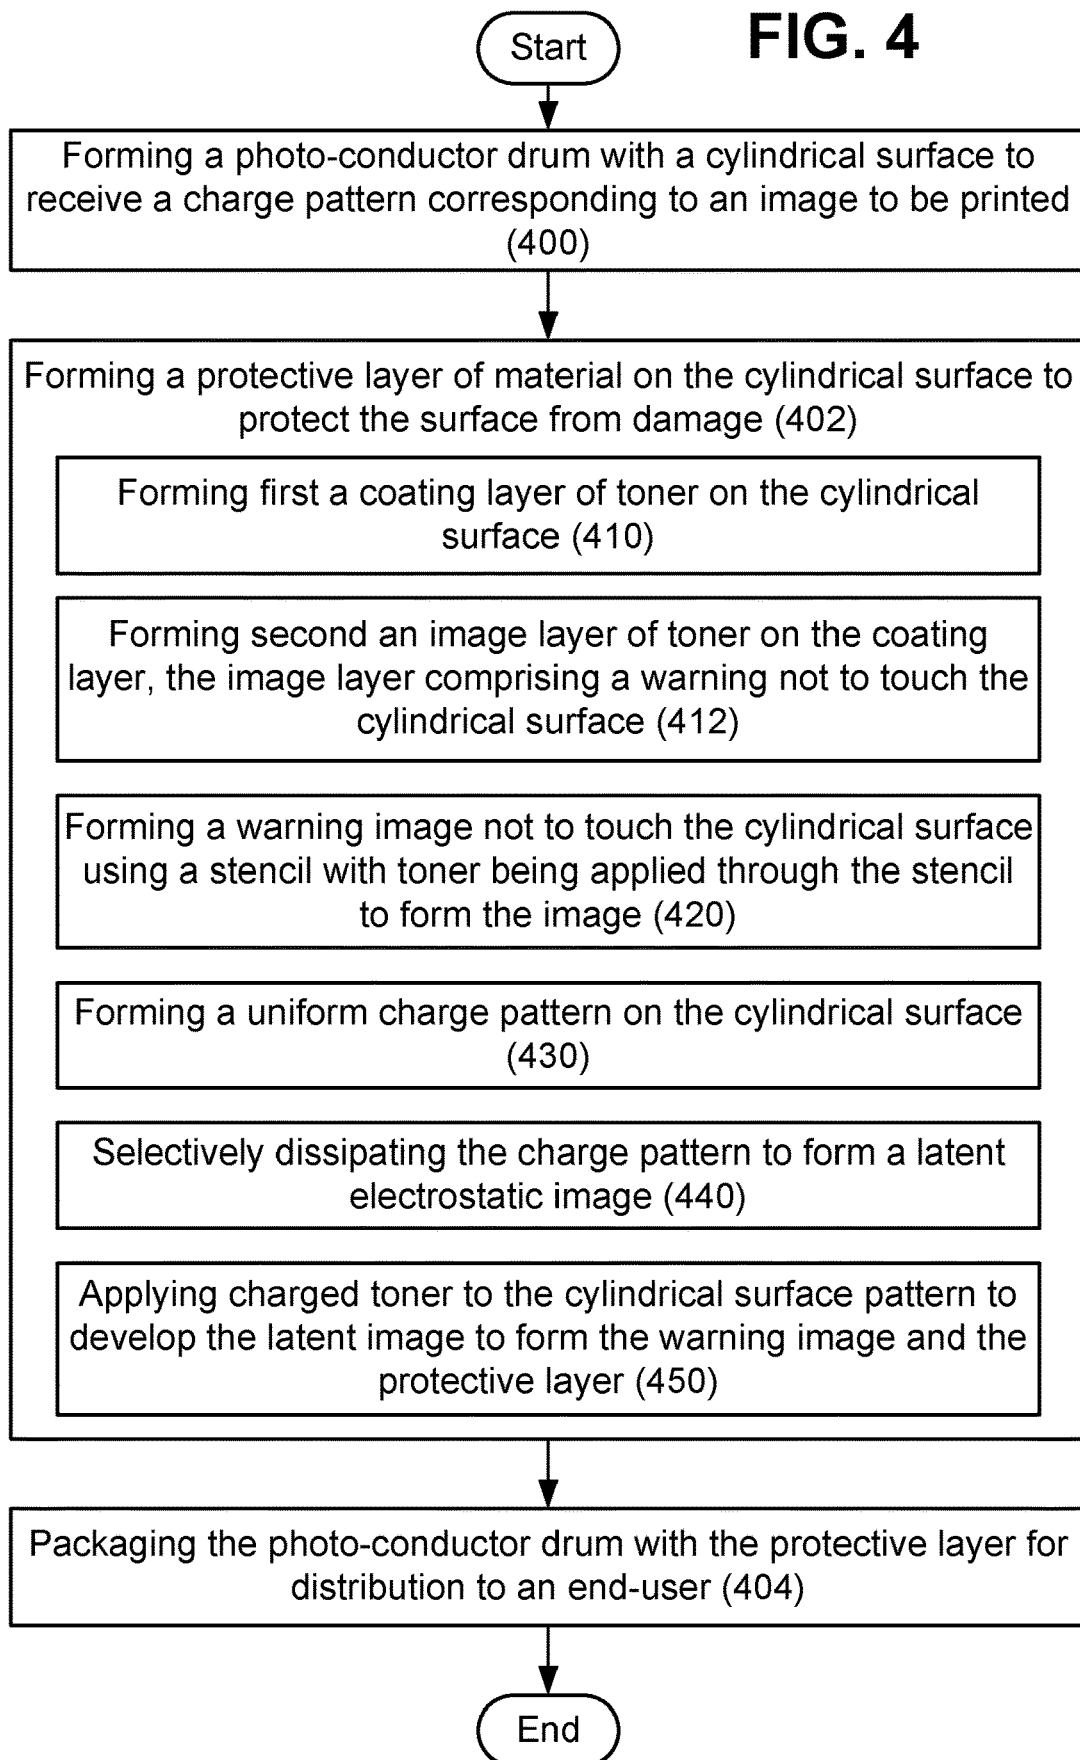 Start
FIG. 4
Forming a photo-conductor drum with a cylindrical surface to
receive a charge pattern corresponding to an image to be printed
(400)
Forming a protective layer of material on the cylindrical surface to
protect the surface from damage (402)
Forming first a coating layer of toner on the cylindrical
surface (410)
Forming second an image layer of toner on the coating
layer, the image layer comprising a warning not to touch the
cylindrical surface (412)
Forming a warning image not to touch the cylindrical surface
using a stencil with toner being applied through the stencil
to form the image (420)
Forming a uniform charge pattern on the cylindrical surface
(430)
Selectively dissipating the charge pattern to form a latent
electrostatic image (440)
Applying charged toner to the cylindrical surface pattern to
develop the latent image to form the warning image and the
protective layer (450)
Packaging the photo-conductor drum with the protective layer for
distribution to an end-user (404)
End